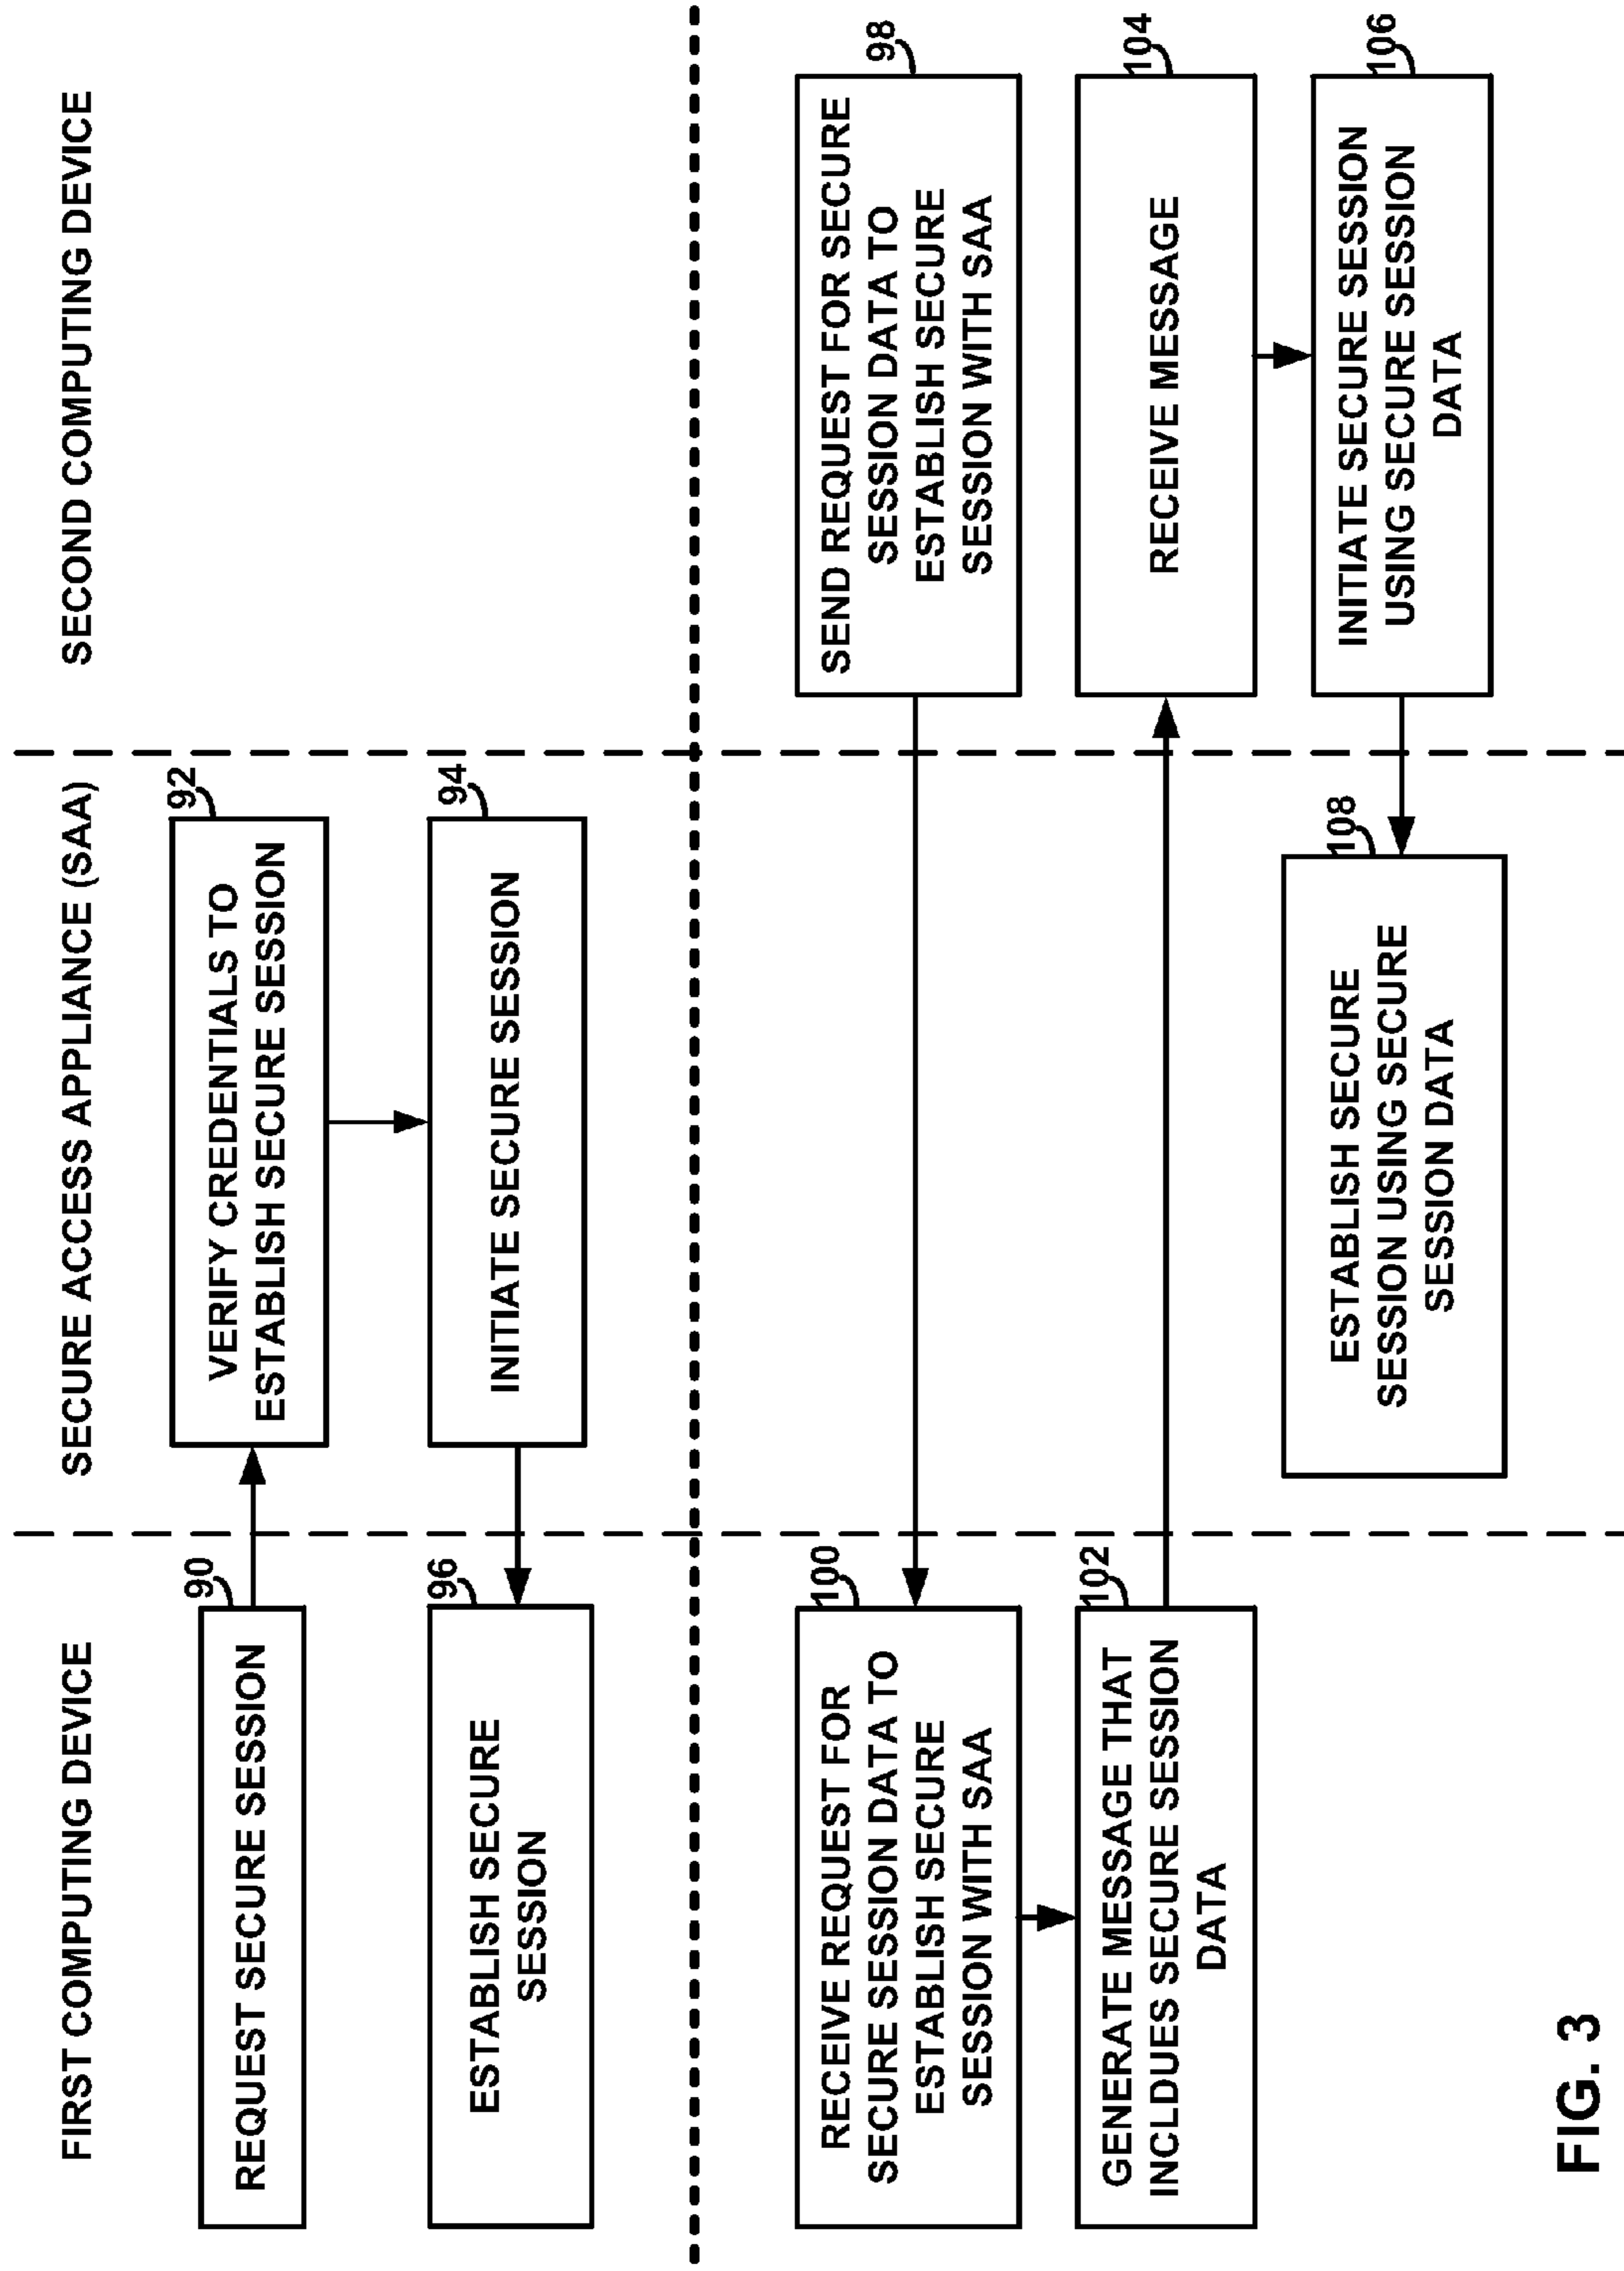 FIRST COMPUTING DEVICE
SECURE ACCESS APPLIANCE (SAA)
SECOND COMPUTING DEVICE
90
REQUEST SECURE SESSION
92
VERIFY CREDENTIALS TO
ESTABLISH SECURE SESSION
94
INITIATE SECURE SESSION
96
ESTABLISH SECURE
SESSION
98
SEND REQUEST FOR SECURE
SESSION DATA TO
ESTABLISH SECURE
SESSION WITH SAA
100
RECEIVE REQUEST FOR
SECURE SESSION DATA TO
ESTABLISH SECURE
SESSION WITH SAA
102
GENERATE MESSAGE THAT
INCLDUES SECURE SESSION
DATA
104
RECEIVE MESSAGE
106
INITIATE SECURE SESSION
USING SECURE SESSION
DATA
108
ESTABLISH SECURE
SESSION USING SECURE
SESSION DATA
FIG. 3